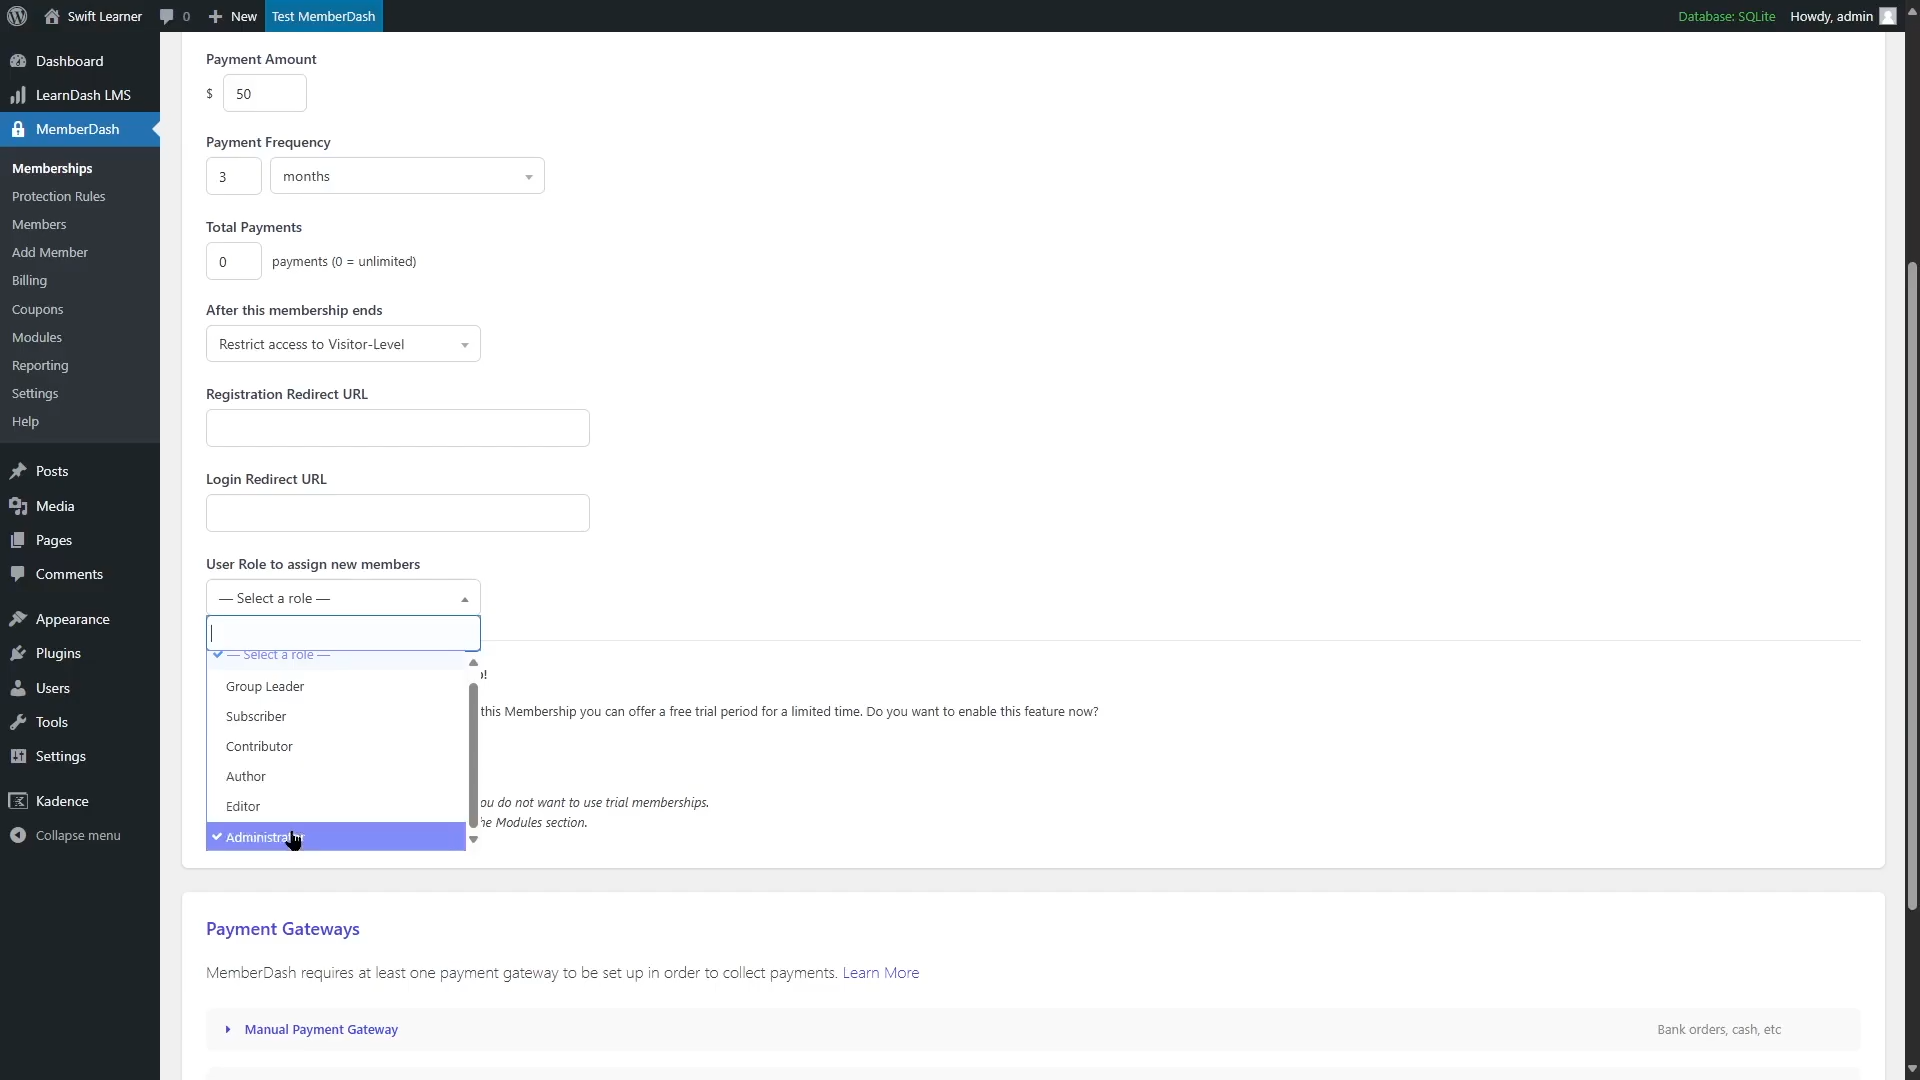 Swift Learner
0
New
Test MemberDash
Database: SQLite
Howdy, admin
Dashboard
LearnDash LMS
MemberDash
Memberships
Protection Rules
Members
Add Member
Billing
Coupons
Modules
Reporting
Settings
Help
Posts
Media
Pages
Comments
Appearance
Plugins
Users
Tools
Settings
Kadence
Collapse menu
Payment Amount
$ 50
Payment Frequency
3 months
Total Payments
0 payments (0 = unlimited)
After this membership ends
Restrict access to Visitor-Level
Registration Redirect URL
Login Redirect URL
User Role to assign new members
— Select a role —
— Select a role —
Group Leader
Subscriber
Contributor
Author
Editor
Administrator
this Membership you can offer a free trial period for a limited time. Do you want to enable this feature now?
you do not want to use trial memberships.
the Modules section.
Payment Gateways
MemberDash requires at least one payment gateway to be set up in order to collect payments. Learn More
Manual Payment Gateway
Bank orders, cash, etc